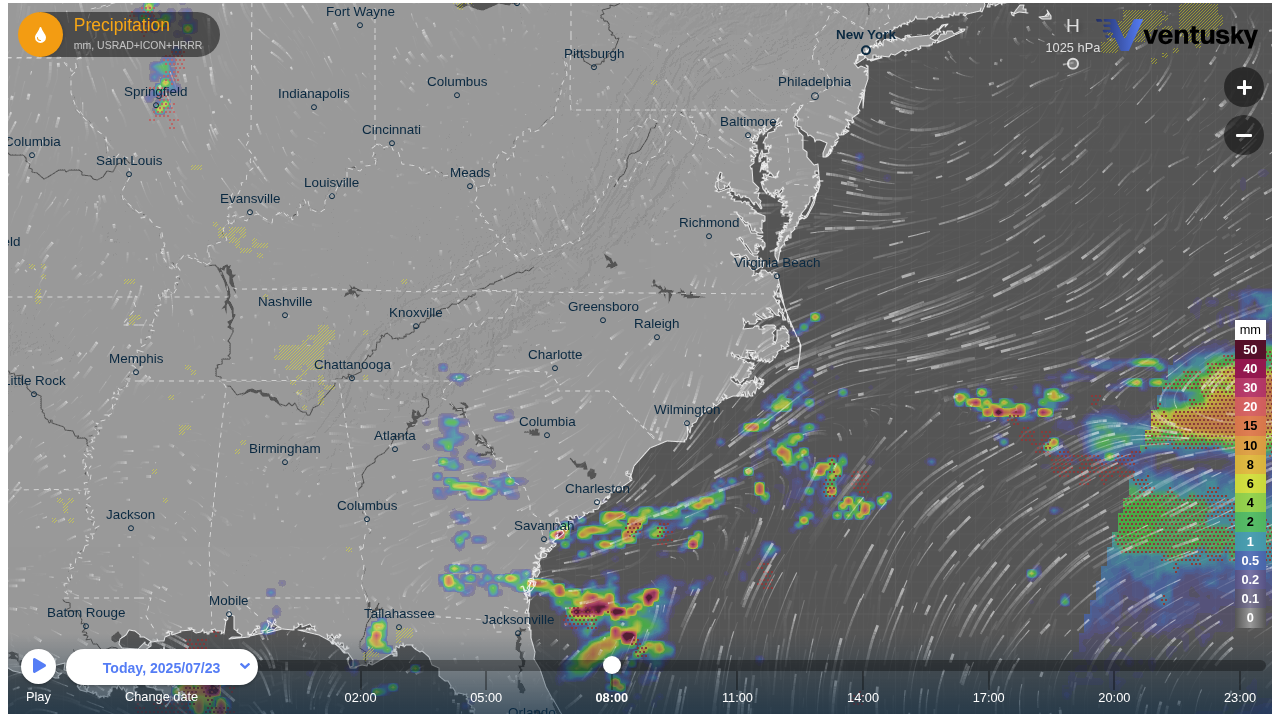 Precipitation
mm, USRAD+ICON+HRRR
Fort Wayne
Pittsburgh
New York
H
1025 hPa
ventusky
+
−
Springfield
Indianapolis
Columbus
Philadelphia
Columbia
Cincinnati
Baltimore
Saint Louis
Louisville
Meads
Evansville
Richmond
eld
Virginia Beach
Nashville
Knoxville
Greensboro
Raleigh
Memphis
Chattanooga
Charlotte
Little Rock
Wilmington
Birmingham
Atlanta
Columbia
Charleston
Jackson
Columbus
Savannah
Baton Rouge
Mobile
Tallahassee
Jacksonville
Orlando
mm
50
40
30
20
15
10
8
6
4
2
1
0.5
0.2
0.1
0
Today, 2025/07/23
Play
Change date
02:00
05:00
08:00
11:00
14:00
17:00
20:00
23:00